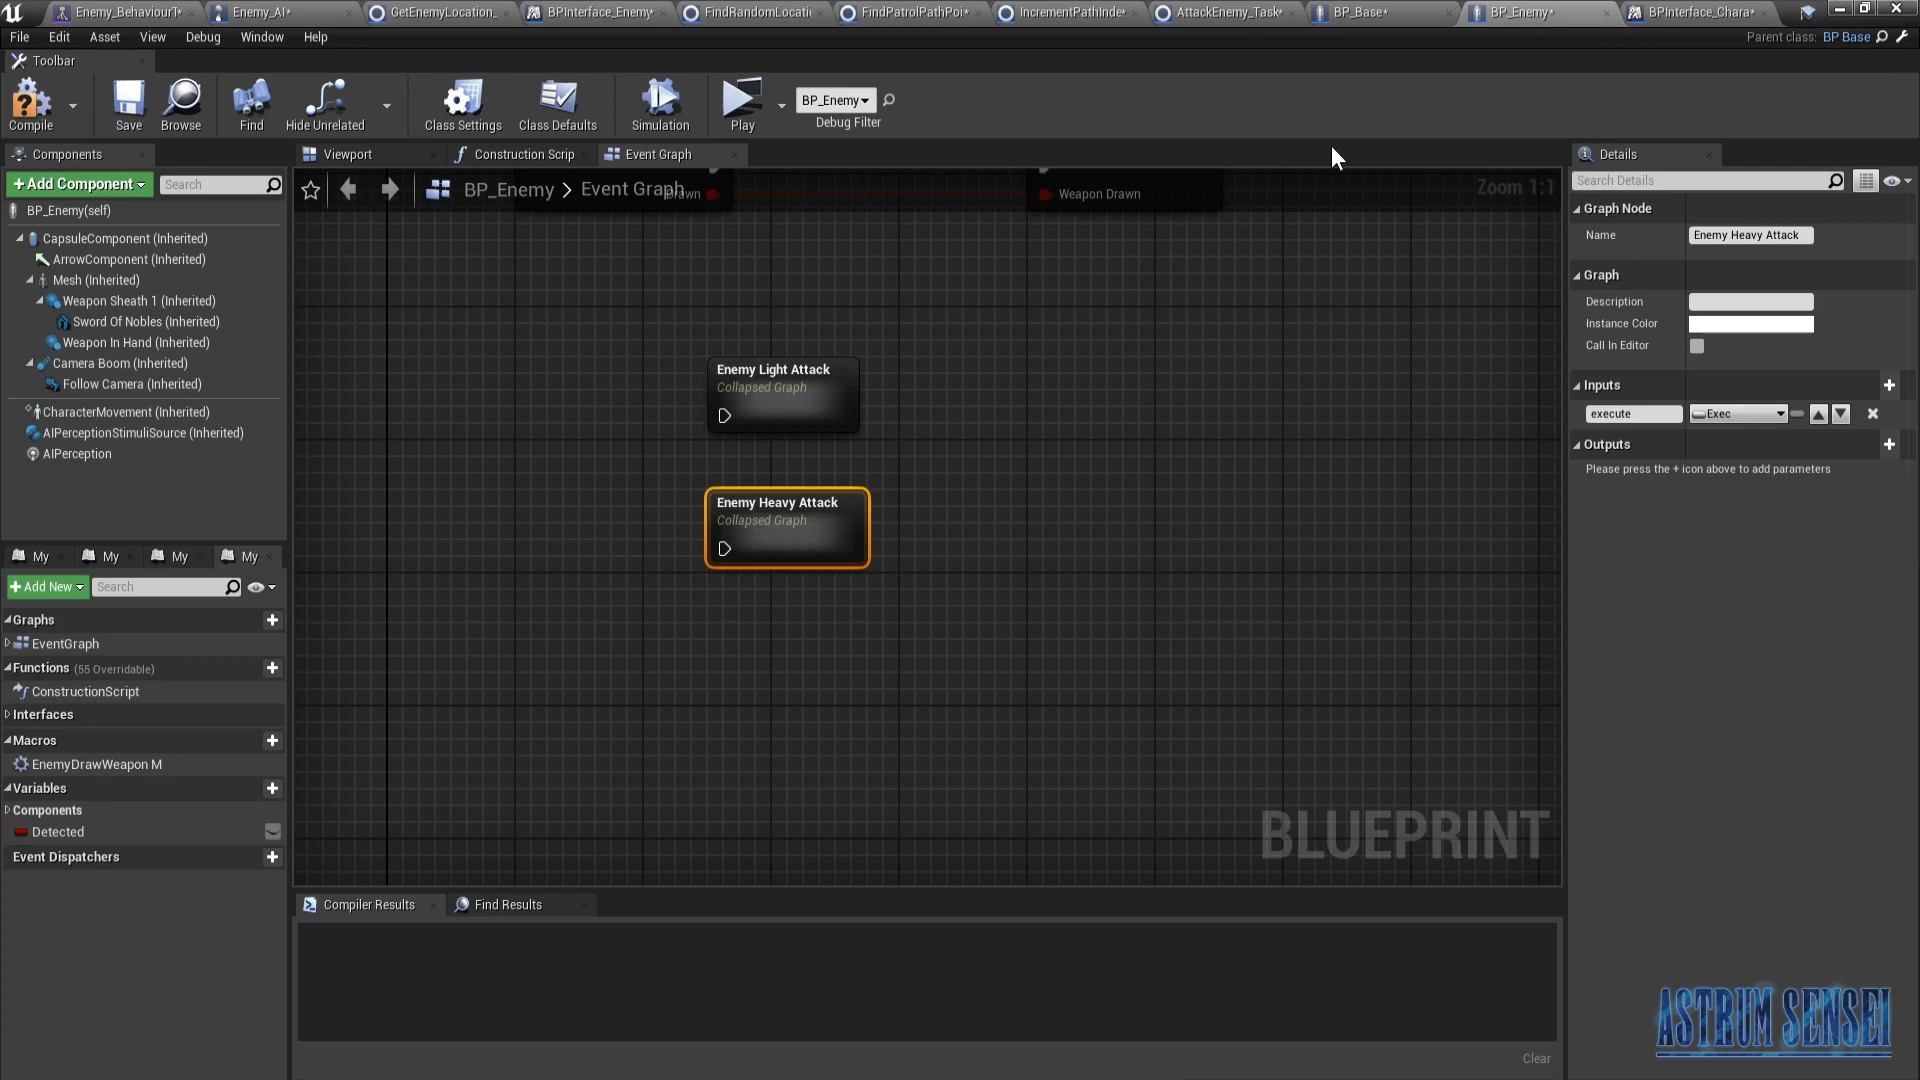 Enemy_BehaviourT*
Enemy_AI*
GetEnemyLocation_
BPInterface_Enemy*
FindRandomLocati
FindPatrolPathPoi*
IncrementPathInde*
AttackEnemy_Task*
BP_Base*
BP_Enemy*
BPInterface_Chara*
File Edit Asset View Debug Window Help
Parent class: BP Base
Toolbar
Compile
Save
Browse
Find
Hide Unrelated
Class Settings
Class Defaults
Simulation
Play
BP_Enemy
Debug Filter
Components
+Add Component
Search
BP_Enemy(self)
CapsuleComponent (Inherited)
ArrowComponent (Inherited)
Mesh (Inherited)
Weapon Sheath 1 (Inherited)
Sword Of Nobles (Inherited)
Weapon In Hand (Inherited)
Camera Boom (Inherited)
Follow Camera (Inherited)
CharacterMovement (Inherited)
AIPerceptionStimuliSource (Inherited)
AIPerception
My
My
My
My
+Add New
Search
Graphs
EventGraph
Functions (55 Overridable)
ConstructionScript
Interfaces
Macros
EnemyDrawWeapon M
Variables
Components
Detected
Event Dispatchers
Viewport
Construction Scrip
Event Graph
BP_Enemy > Event Graph
Drawn
Weapon Drawn
Zoom 1:1
Enemy Light Attack
Collapsed Graph
Enemy Heavy Attack
Collapsed Graph
BLUEPRINT
Compiler Results
Find Results
Clear
Details
Search Details
Graph Node
Name
Enemy Heavy Attack
Graph
Description
Instance Color
Call In Editor
Inputs
execute
Exec
Outputs
Please press the + icon above to add parameters
ASTRUM SENSEI